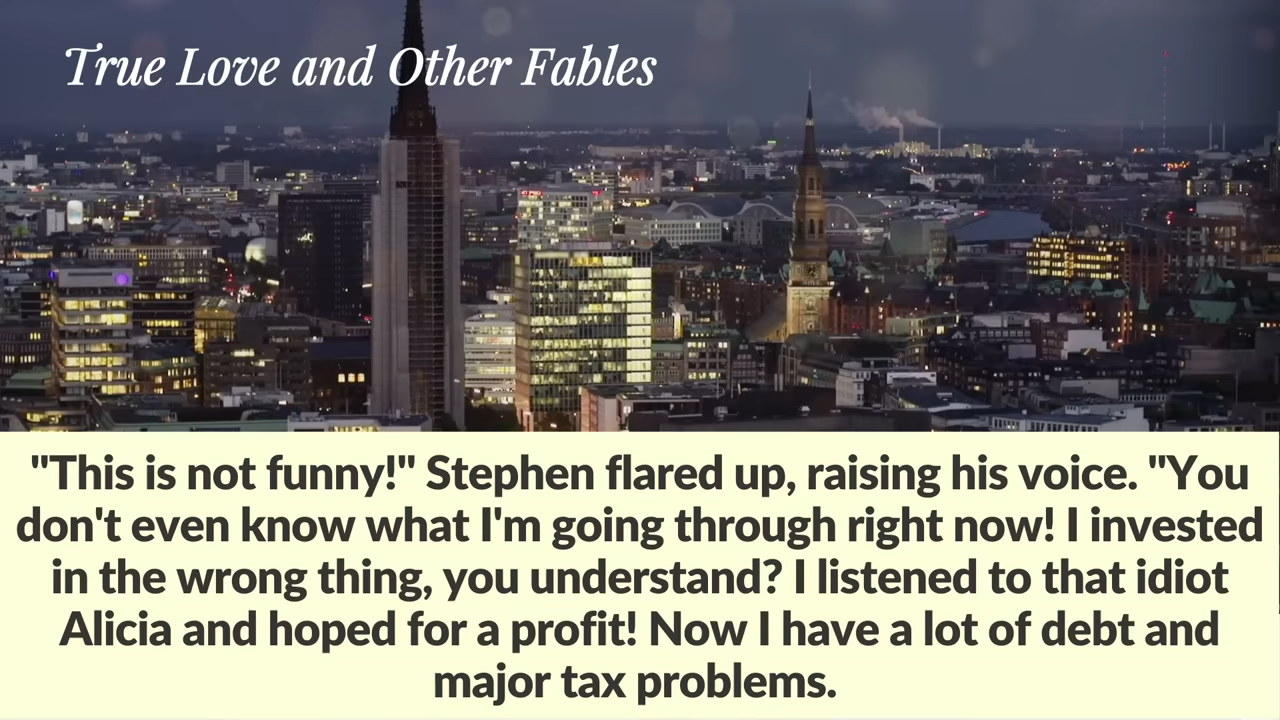 True Love and Other Fables
"This is not funny!" Stephen flared up, raising his voice. "You
don't even know what I'm going through right now! I invested
in the wrong thing, you understand? I listened to that idiot
Alicia and hoped for a profit! Now I have a lot of debt and
major tax problems.